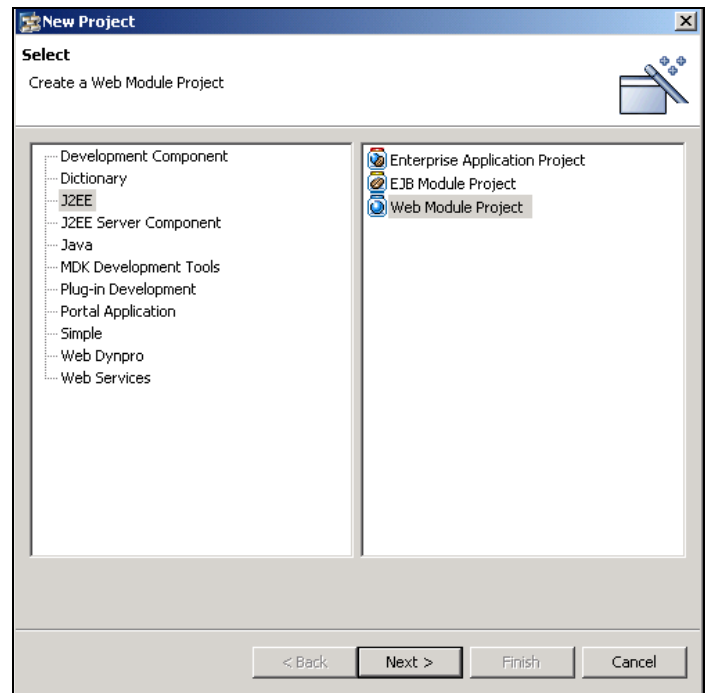 New Project
Select
Create a Web Module Project
Development Component
Dictionary
J2EE
J2EE Server Component
Java
MDK Development Tools
Plug-in Development
Portal Application
Simple
Web Dynpro
Web Services
Enterprise Application Project
EJB Module Project
Web Module Project
< Back
Next >
Finish
Cancel